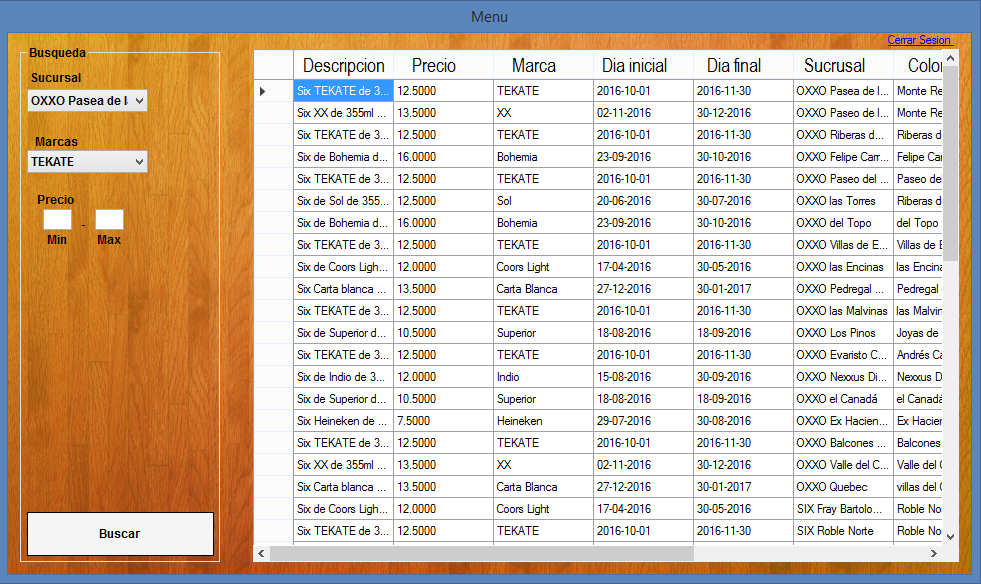 Menu
Cerrar Sesion
Busqueda
Sucursal
OXXO Pasea de l
Marcas
TEKATE
Precio
-
Min Max
Buscar
Descripcion Precio Marca Dia inicial Dia final Sucrusal Color
Six TEKATE de 3... 12.5000 TEKATE 2016-10-01 2016-11-30 OXXO Pasea de l... Monte Re
Six XX de 355ml ... 13.5000 XX 02-11-2016 30-12-2016 OXXO Pasea de l... Monte Re
Six TEKATE de 3... 12.5000 TEKATE 2016-10-01 2016-11-30 OXXO Riberas d... Riberas d
Six de Bohemia d... 16.0000 Bohemia 23-09-2016 30-10-2016 OXXO Felipe Carr... Felipe Car
Six TEKATE de 3... 12.5000 TEKATE 2016-10-01 2016-11-30 OXXO Paseo del ... Paseo de
Six de Sol de 355... 12.5000 Sol 20-06-2016 30-07-2016 OXXO las Torres Riberas d
Six de Bohemia d... 16.0000 Bohemia 23-09-2016 30-10-2016 OXXO del Topo del Topo
Six TEKATE de 3... 12.5000 TEKATE 2016-10-01 2016-11-30 OXXO Villas de E... Villas de E
Six de Coors Ligh... 12.0000 Coors Light 17-04-2016 30-05-2016 OXXO las Encinas las Encina
Six Carta blanca ... 13.5000 Carta Blanca 27-12-2016 30-01-2017 OXXO Pedregal ... Pedregal
Six TEKATE de 3... 12.5000 TEKATE 2016-10-01 2016-11-30 OXXO las Malvinas las Malvin
Six de Superior d... 10.5000 Superior 18-08-2016 18-09-2016 OXXO Los Pinos Joyas de
Six TEKATE de 3... 12.5000 TEKATE 2016-10-01 2016-11-30 OXXO Evaristo C... Andrés Ca
Six de Indio de 3... 12.0000 Indio 15-08-2016 30-09-2016 OXXO Nexxus Di... Nexxus D
Six de Superior d... 10.5000 Superior 18-08-2016 18-09-2016 OXXO el Canadá el Canadá
Six Heineken de ... 7.5000 Heineken 29-07-2016 30-08-2016 OXXO Ex Hacien... Ex Hacien
Six TEKATE de 3... 12.5000 TEKATE 2016-10-01 2016-11-30 OXXO Balcones ... Balcones
Six XX de 355ml ... 13.5000 XX 02-11-2016 30-12-2016 OXXO Valle del C... Valle del
Six Carta blanca ... 13.5000 Carta Blanca 27-12-2016 30-01-2017 OXXO Quebec villas del
Six de Coors Ligh... 12.0000 Coors Light 17-04-2016 30-05-2016 SIX Fray Bartolo... Roble No
Six TEKATE de 3... 12.5000 TEKATE 2016-10-01 2016-11-30 SIX Roble Norte Roble No